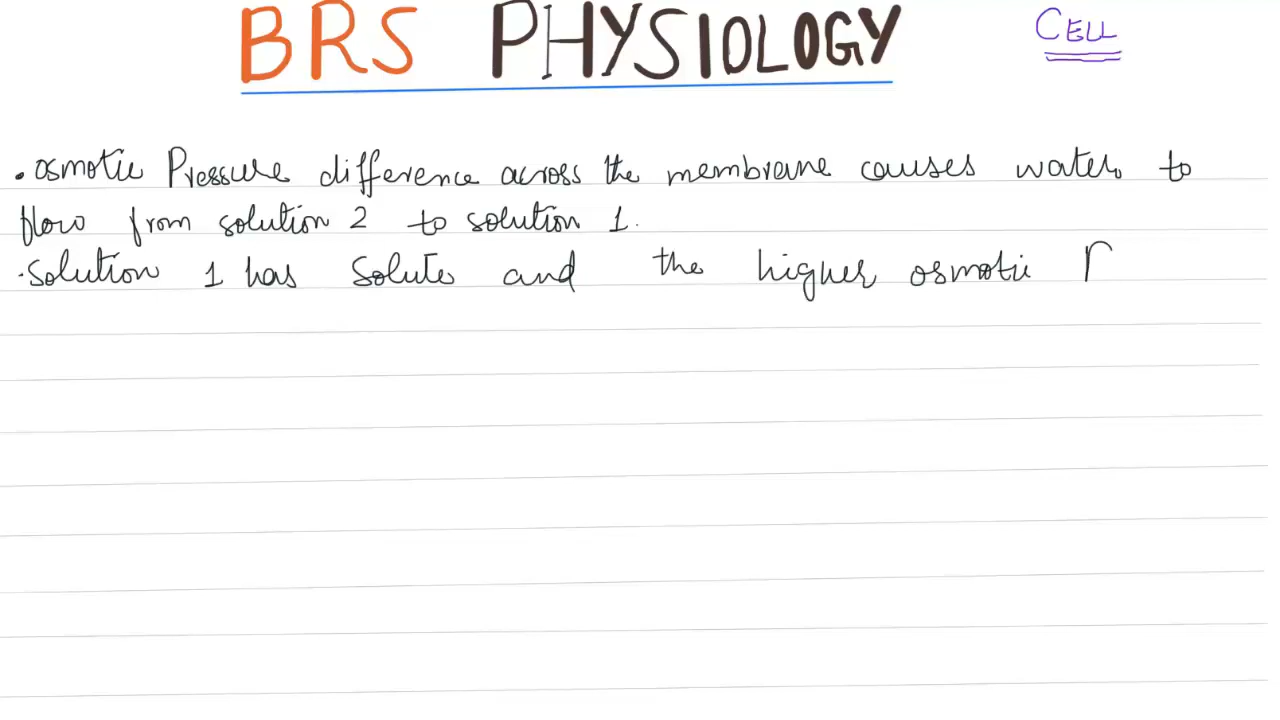 BRS PHYSIOLOGY
CELL
• osmotic Pressure difference across the membrane causes water to
flow from solution 2 to solution 1.
• Solution 1 has Solute and the higher osmotic